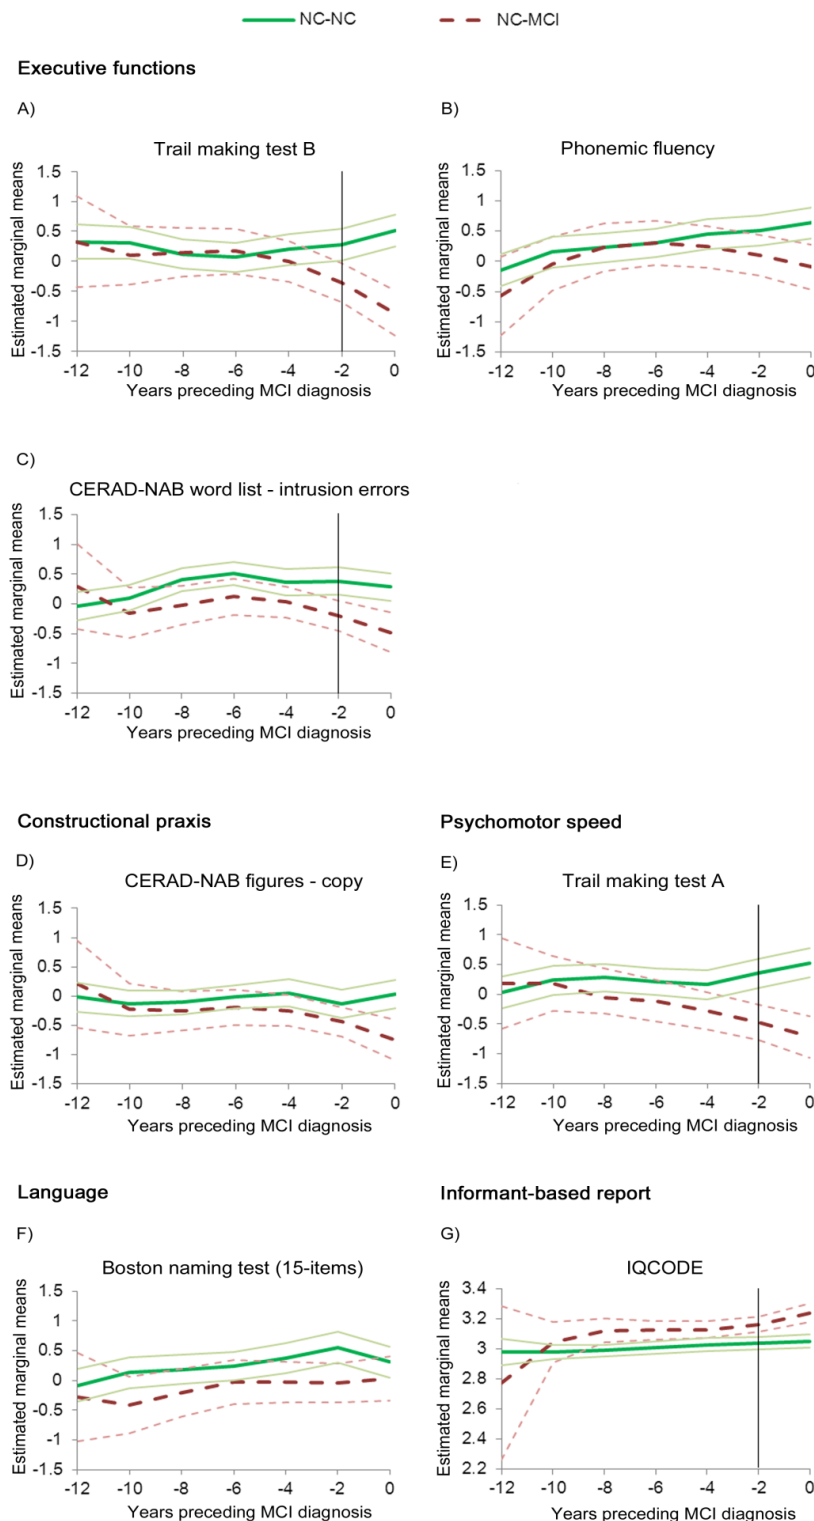 NC-NC NC-MCI
Executive functions
A)
Trail making test B
Estimated marginal means
1.5
1
0.5
0
-0.5
-1
-1.5
-12 -10 -8 -6 -4 -2 0
Years preceding MCI diagnosis
B)
Phonemic fluency
Estimated marginal means
1.5
1
0.5
0
-0.5
-1
-1.5
-12 -10 -8 -6 -4 -2 0
Years preceding MCI diagnosis
C)
CERAD-NAB word list - intrusion errors
Estimated marginal means
1.5
1
0.5
0
-0.5
-1
-1.5
-12 -10 -8 -6 -4 -2 0
Years preceding MCI diagnosis
Constructional praxis
D)
CERAD-NAB figures - copy
Estimated marginal means
1.5
1
0.5
0
-0.5
-1
-1.5
-12 -10 -8 -6 -4 -2 0
Years preceding MCI diagnosis
Psychomotor speed
E)
Trail making test A
Estimated marginal means
1.5
1
0.5
0
-0.5
-1
-1.5
-12 -10 -8 -6 -4 -2 0
Years preceding MCI diagnosis
Language
F)
Boston naming test (15-items)
Estimated marginal means
1.5
1
0.5
0
-0.5
-1
-1.5
-12 -10 -8 -6 -4 -2 0
Years preceding MCI diagnosis
Informant-based report
G)
IQCODE
Estimated marginal means
3.4
3.2
3
2.8
2.6
2.4
2.2
-12 -10 -8 -6 -4 -2 0
Years preceding MCI diagnosis